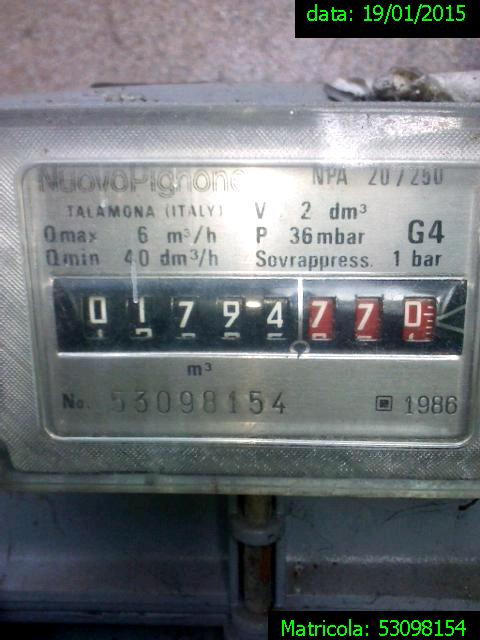 data: 19/01/2015
NuovoPignone NPA 20/250
TALAMONA (ITALY) V 2 dm³
Qmax 6 m³/h P 36mbar G4
Qmin 40 dm³/h Sovrappress. 1 bar
01794770
m³
No. 53098154 1986
Matricola: 53098154